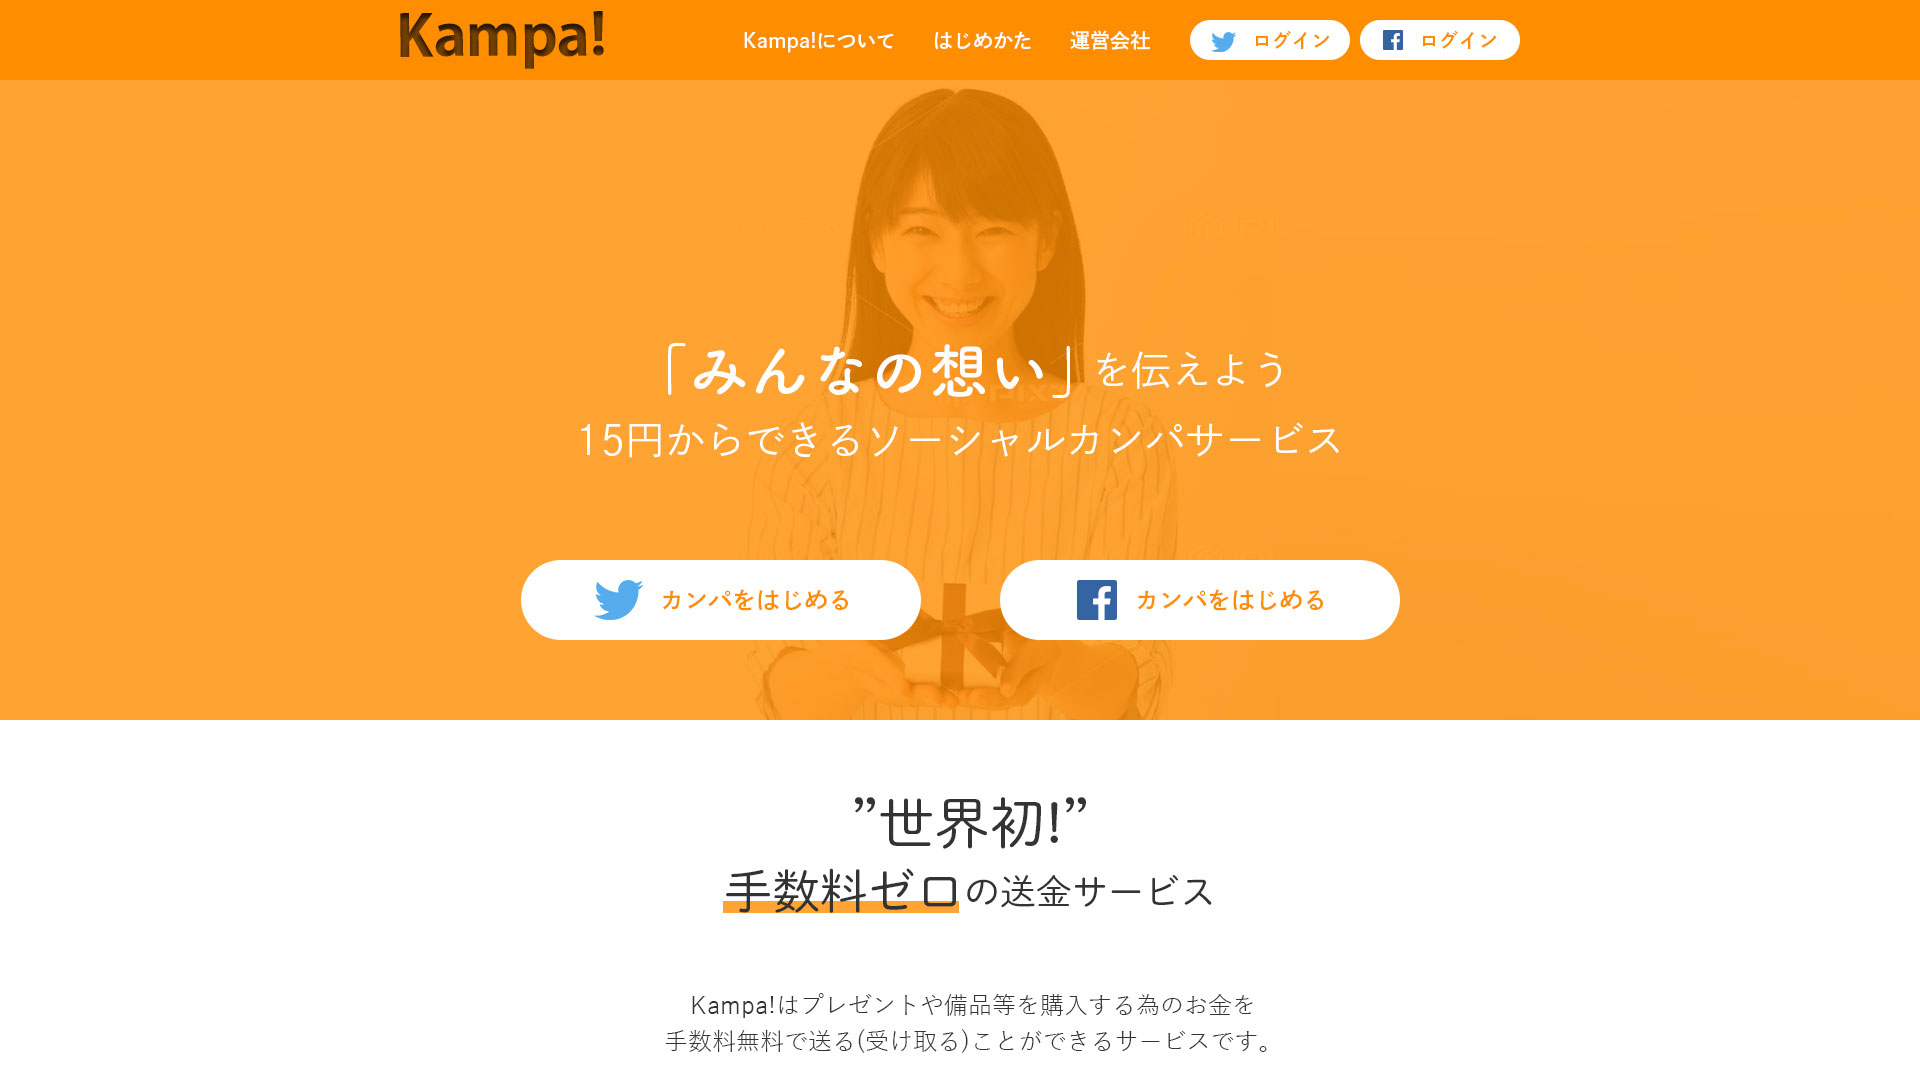 Kampa!
Kampa!について
はじめかた
運営会社
ログイン
ログイン
「みんなの想い」を伝えよう
15円からできるソーシャルカンパサービス
カンパをはじめる
カンパをはじめる
”世界初!”
手数料ゼロの送金サービス
Kampa!はプレゼントや備品等を購入する為のお金を
手数料無料で送る(受け取る)ことができるサービスです。